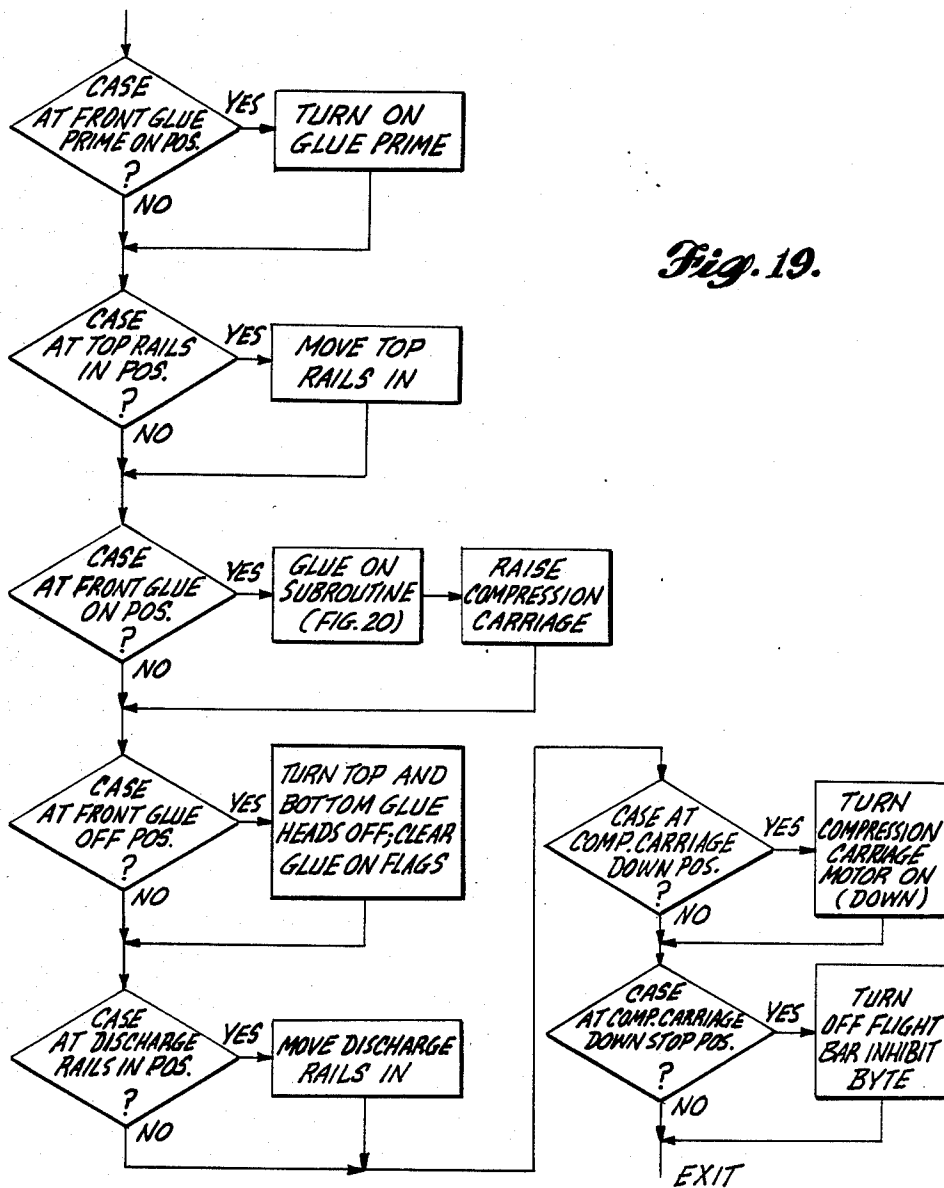 CASE
AT FRONT GLUE
PRIME ON POS.
?
YES
NO
TURN ON
GLUE PRIME
Fig. 19.
CASE
AT TOP RAILS
IN POS.
?
YES
NO
MOVE TOP
RAILS IN
CASE
AT FRONT GLUE
ON POS.
?
YES
NO
GLUE ON
SUBROUTINE
(FIG. 20)
RAISE
COMPRESSION
CARRIAGE
CASE
AT FRONT GLUE
OFF POS.
?
YES
NO
TURN TOP AND
BOTTOM GLUE
HEADS OFF; CLEAR
GLUE ON FLAGS
CASE
AT DISCHARGE
RAILS IN POS.
?
YES
NO
MOVE DISCHARGE
RAILS IN
CASE AT
COMP. CARRIAGE
DOWN POS.
?
YES
NO
TURN
COMPRESSION
CARRIAGE
MOTOR ON
(DOWN)
CASE
AT COMP. CARRIAGE
DOWN STOP POS.
?
YES
NO
TURN
OFF FLIGHT
BAR INHIBIT
BYTE
EXIT